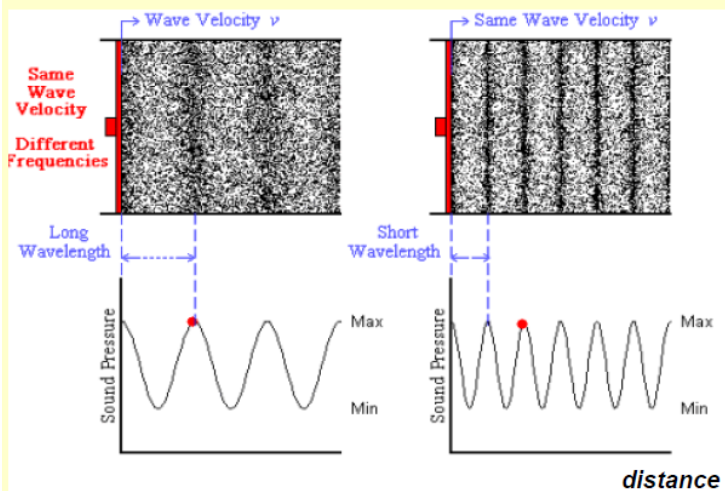 Wave Velocity v
Same Wave Velocity v
Same
Wave
Velocity
Different
Frequencies
Long
Wavelength
Short
Wavelength
Sound Pressure
Max
Min
Sound Pressure
Max
Min
distance